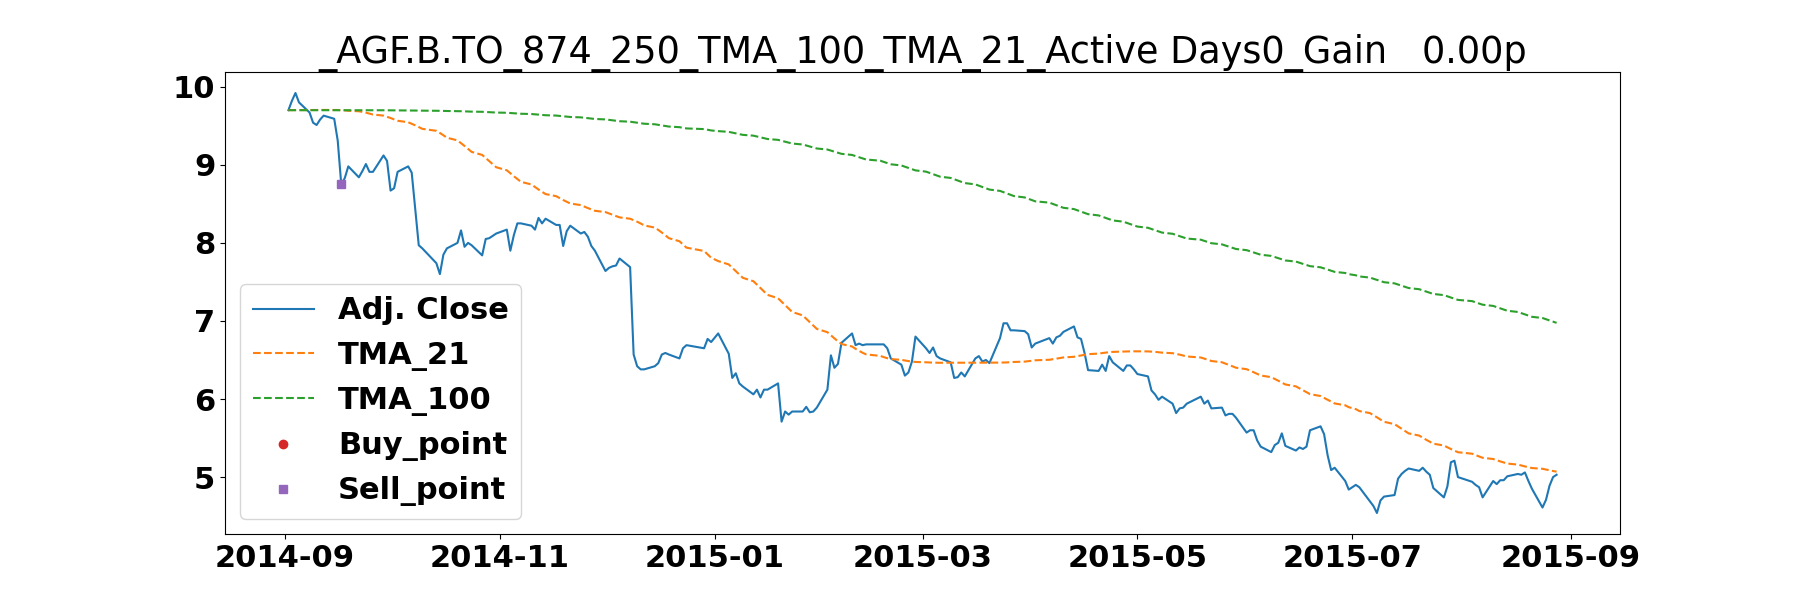 _AGF.B.TO_874_250_TMA_100_TMA_21_Active Days0_Gain   0.00p
10
9
8
7
6
5
Adj. Close
TMA_21
TMA_100
Buy_point
Sell_point
2014-09 2014-11 2015-01 2015-03 2015-05 2015-07 2015-09